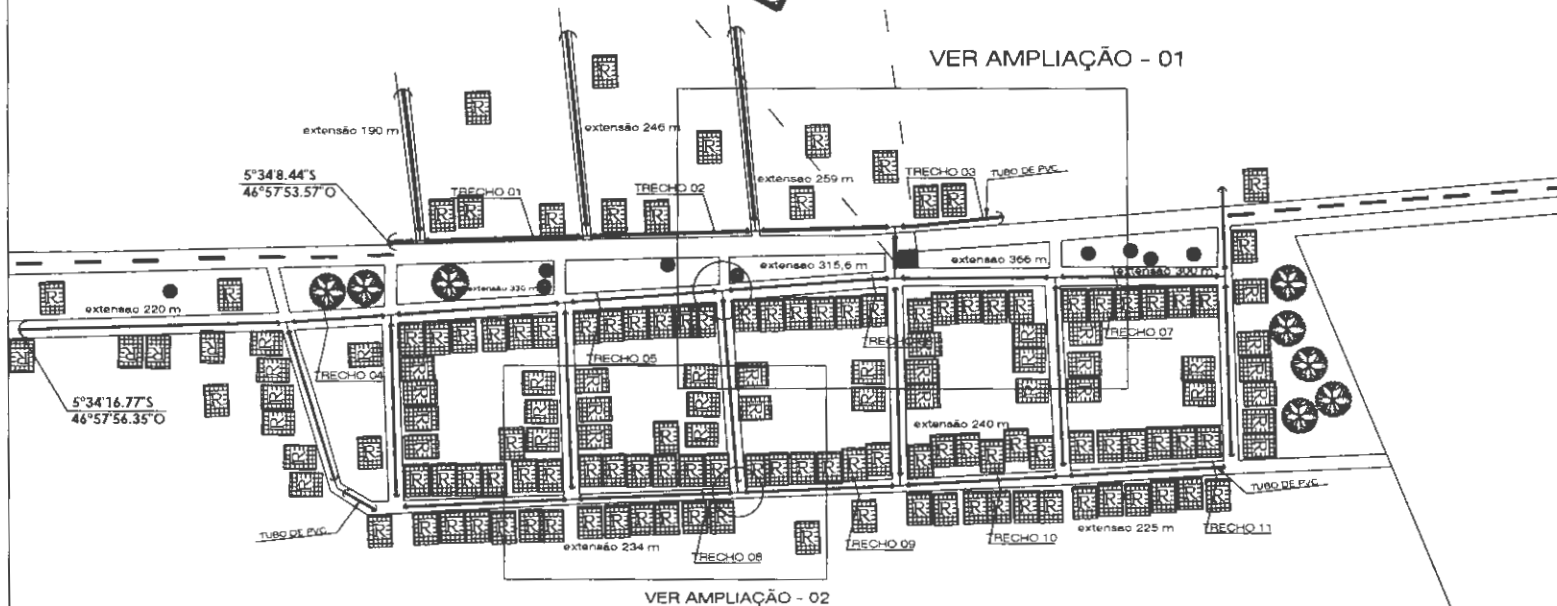 VER AMPLIAÇÃO - 01
extensão 190 m
extensão 246 m
5°34'8.44"S
46°57'53.57"O
TRECHO 01
TRECHO 02
extensao 259 m
TRECHO 03
TUBO DE PVC
extensão 220 m
extensão 330 m
extensão 315,6 m
extensão 366 m
extensão 300 m
TRECHO 04
TRECHO 05
TRECHO 07
5°34'16.77"S
46°57'56.35"O
extensão 240 m
TUBO DE PVC
TUBO DE PVC
extensão 234 m
TRECHO 08
TRECHO 09
TRECHO 10
extensão 225 m
TRECHO 11
VER AMPLIAÇÃO - 02